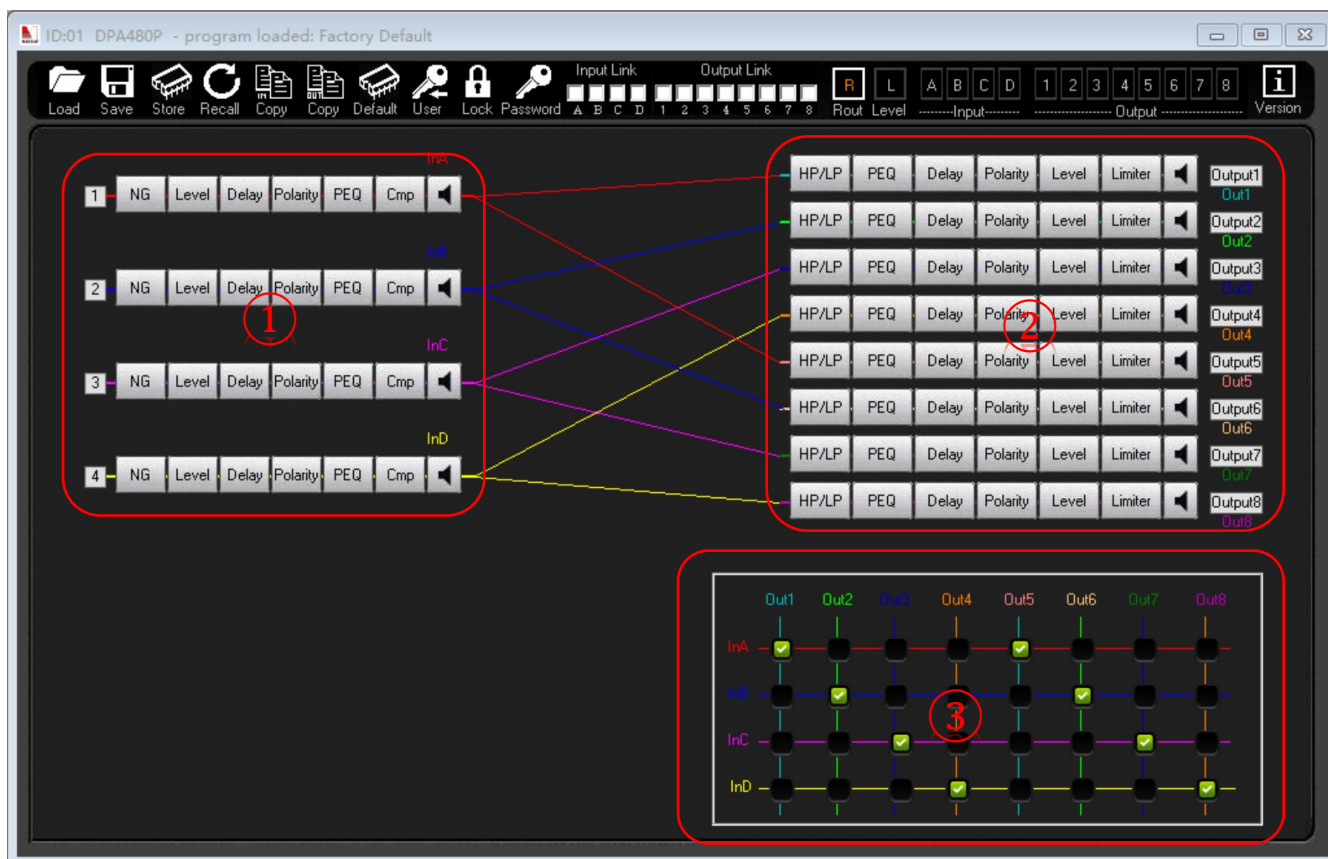 ID:01 DPA480P - program loaded: Factory Default
Input Link Output Link R L A B C D 1 2 3 4 5 6 7 8
Load Save Store Recall Copy Copy Default User Lock Password A B C D 1 2 3 4 5 6 7 8 Rout Level ---------Input--------- ------------------- Output ------------------- Version
InA
1 NG Level Delay Polarity PEQ Cmp
InB
2 NG Level Delay Polarity PEQ Cmp
InC
3 NG Level Delay Polarity PEQ Cmp
InD
4 NG Level Delay Polarity PEQ Cmp
①
HP/LP PEQ Delay Polarity Level Limiter Output1
Out1
HP/LP PEQ Delay Polarity Level Limiter Output2
Out2
HP/LP PEQ Delay Polarity Level Limiter Output3
Out3
HP/LP PEQ Delay Polarity Level Limiter Output4
Out4
HP/LP PEQ Delay Polarity Level Limiter Output5
Out5
HP/LP PEQ Delay Polarity Level Limiter Output6
Out6
HP/LP PEQ Delay Polarity Level Limiter Output7
Out7
HP/LP PEQ Delay Polarity Level Limiter Output8
Out8
②
Out1 Out2 Out3 Out4 Out5 Out6 Out7 Out8
InA
InB
InC
InD
③